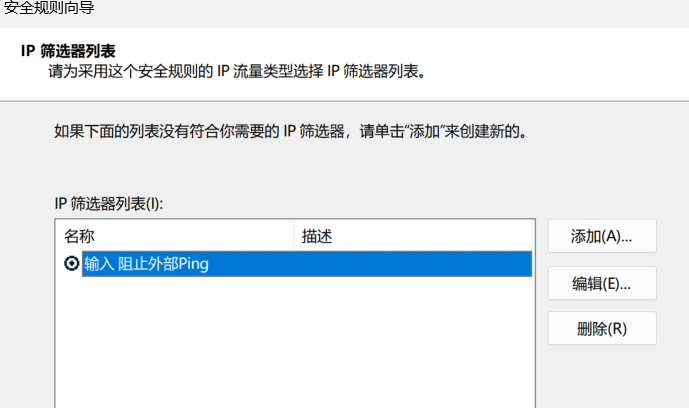 安全规则向导
IP 筛选器列表
请为采用这个安全规则的 IP 流量类型选择 IP 筛选器列表。
如果下面的列表没有符合你需要的 IP 筛选器，请单击“添加”来创建新的。
IP 筛选器列表(I):
名称 描述 添加(A)...
输入 阻止外部Ping
编辑(E)...
删除(R)